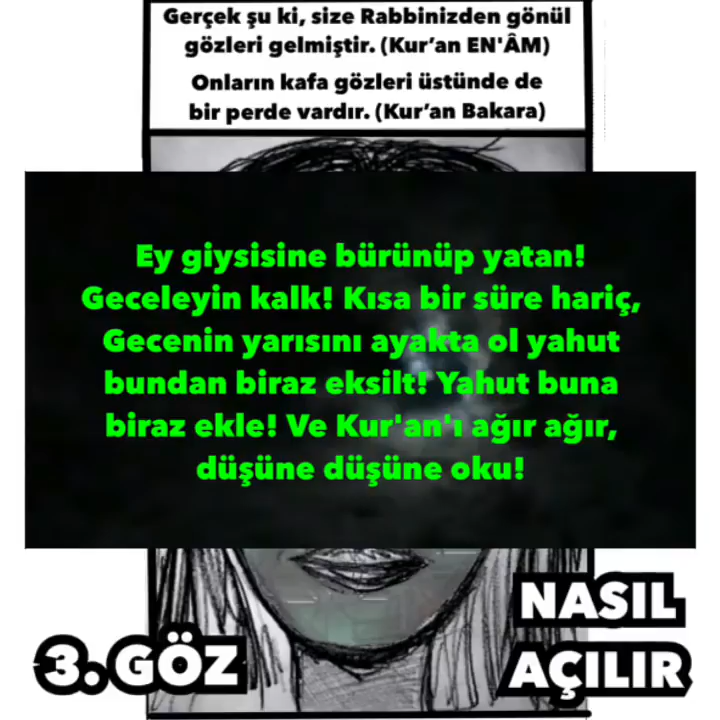 Gerçek şu ki, size Rabbinizden gönül
gözleri gelmiştir. (Kur’an EN'ÂM)
Onların kafa gözleri üstünde de
bir perde vardır. (Kur’an Bakara)
Ey giysisine bürünüp yatan!
Geceleyin kalk! Kısa bir süre hariç,
Gecenin yarısını ayakta ol yahut
bundan biraz eksilt! Yahut buna
biraz ekle! Ve Kur'an'ı ağır ağır,
düşüne düşüne oku!
3.GÖZ
NASIL
AÇILIR